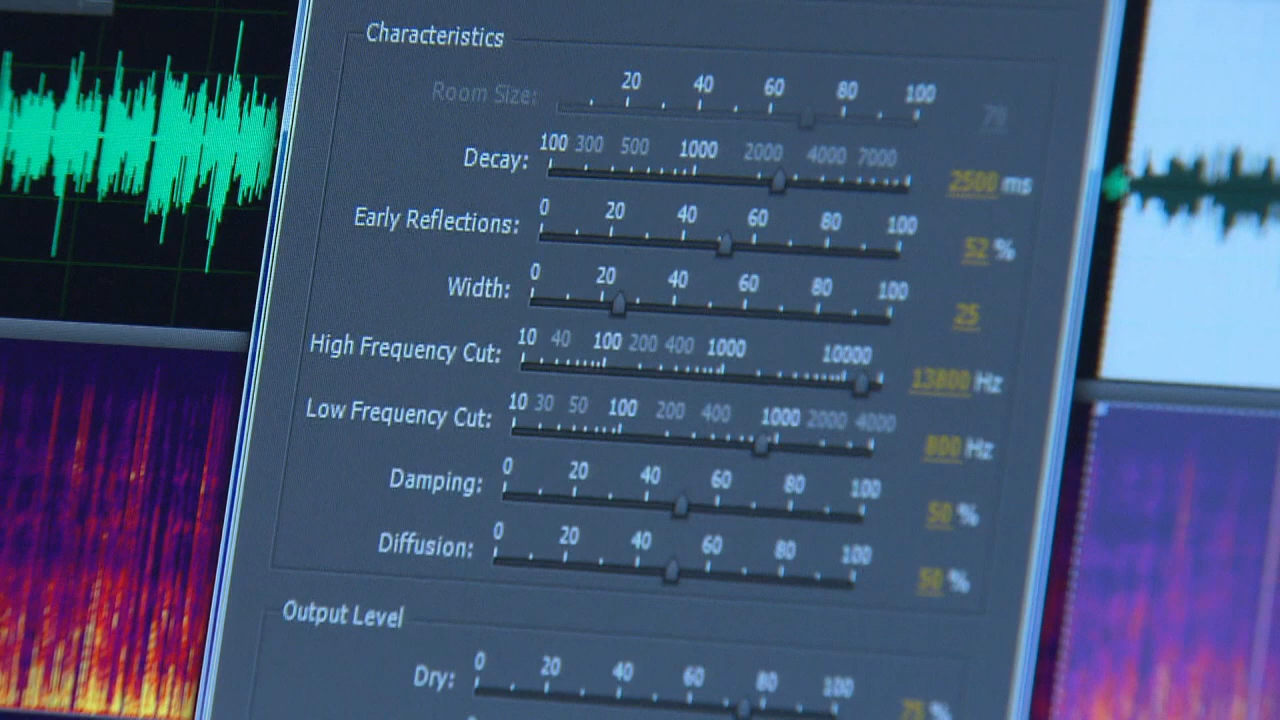 Characteristics
20 40 60 80 100
Room Size:
100 300 500 1000 2000 4000 7000
Decay: 2500 ms
0 20 40 60 80 100
Early Reflections: 52 %
0 20 40 60 80 100
Width: 25
10 40 100 200 400 1000 10000
High Frequency Cut: 13800 Hz
10 30 50 100 200 400 1000 2000 4000
Low Frequency Cut: 800 Hz
0 20 40 60 80 100
Damping: 50 %
0 20 40 60 80 100
Diffusion: 50 %
Output Level
0 20 40 60 80 100
Dry: %